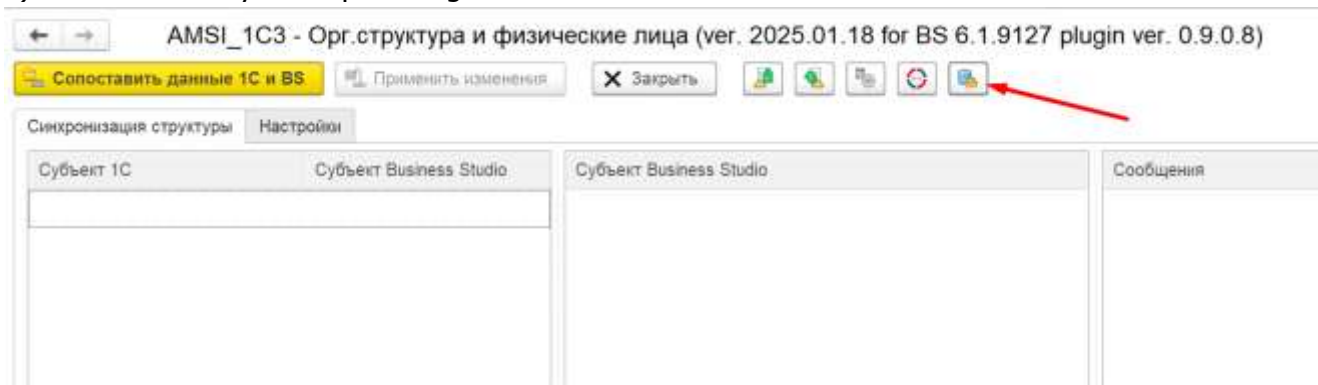 AMSI_1C3 - Орг.структура и физические лица (ver. 2025.01.18 for BS 6.1.9127 plugin ver. 0.9.0.8)
Сопоставить данные 1С и BS Применить изменения Закрыть
Синхронизация структуры Настройки
Субъект 1С Субъект Business Studio Субъект Business Studio Сообщения